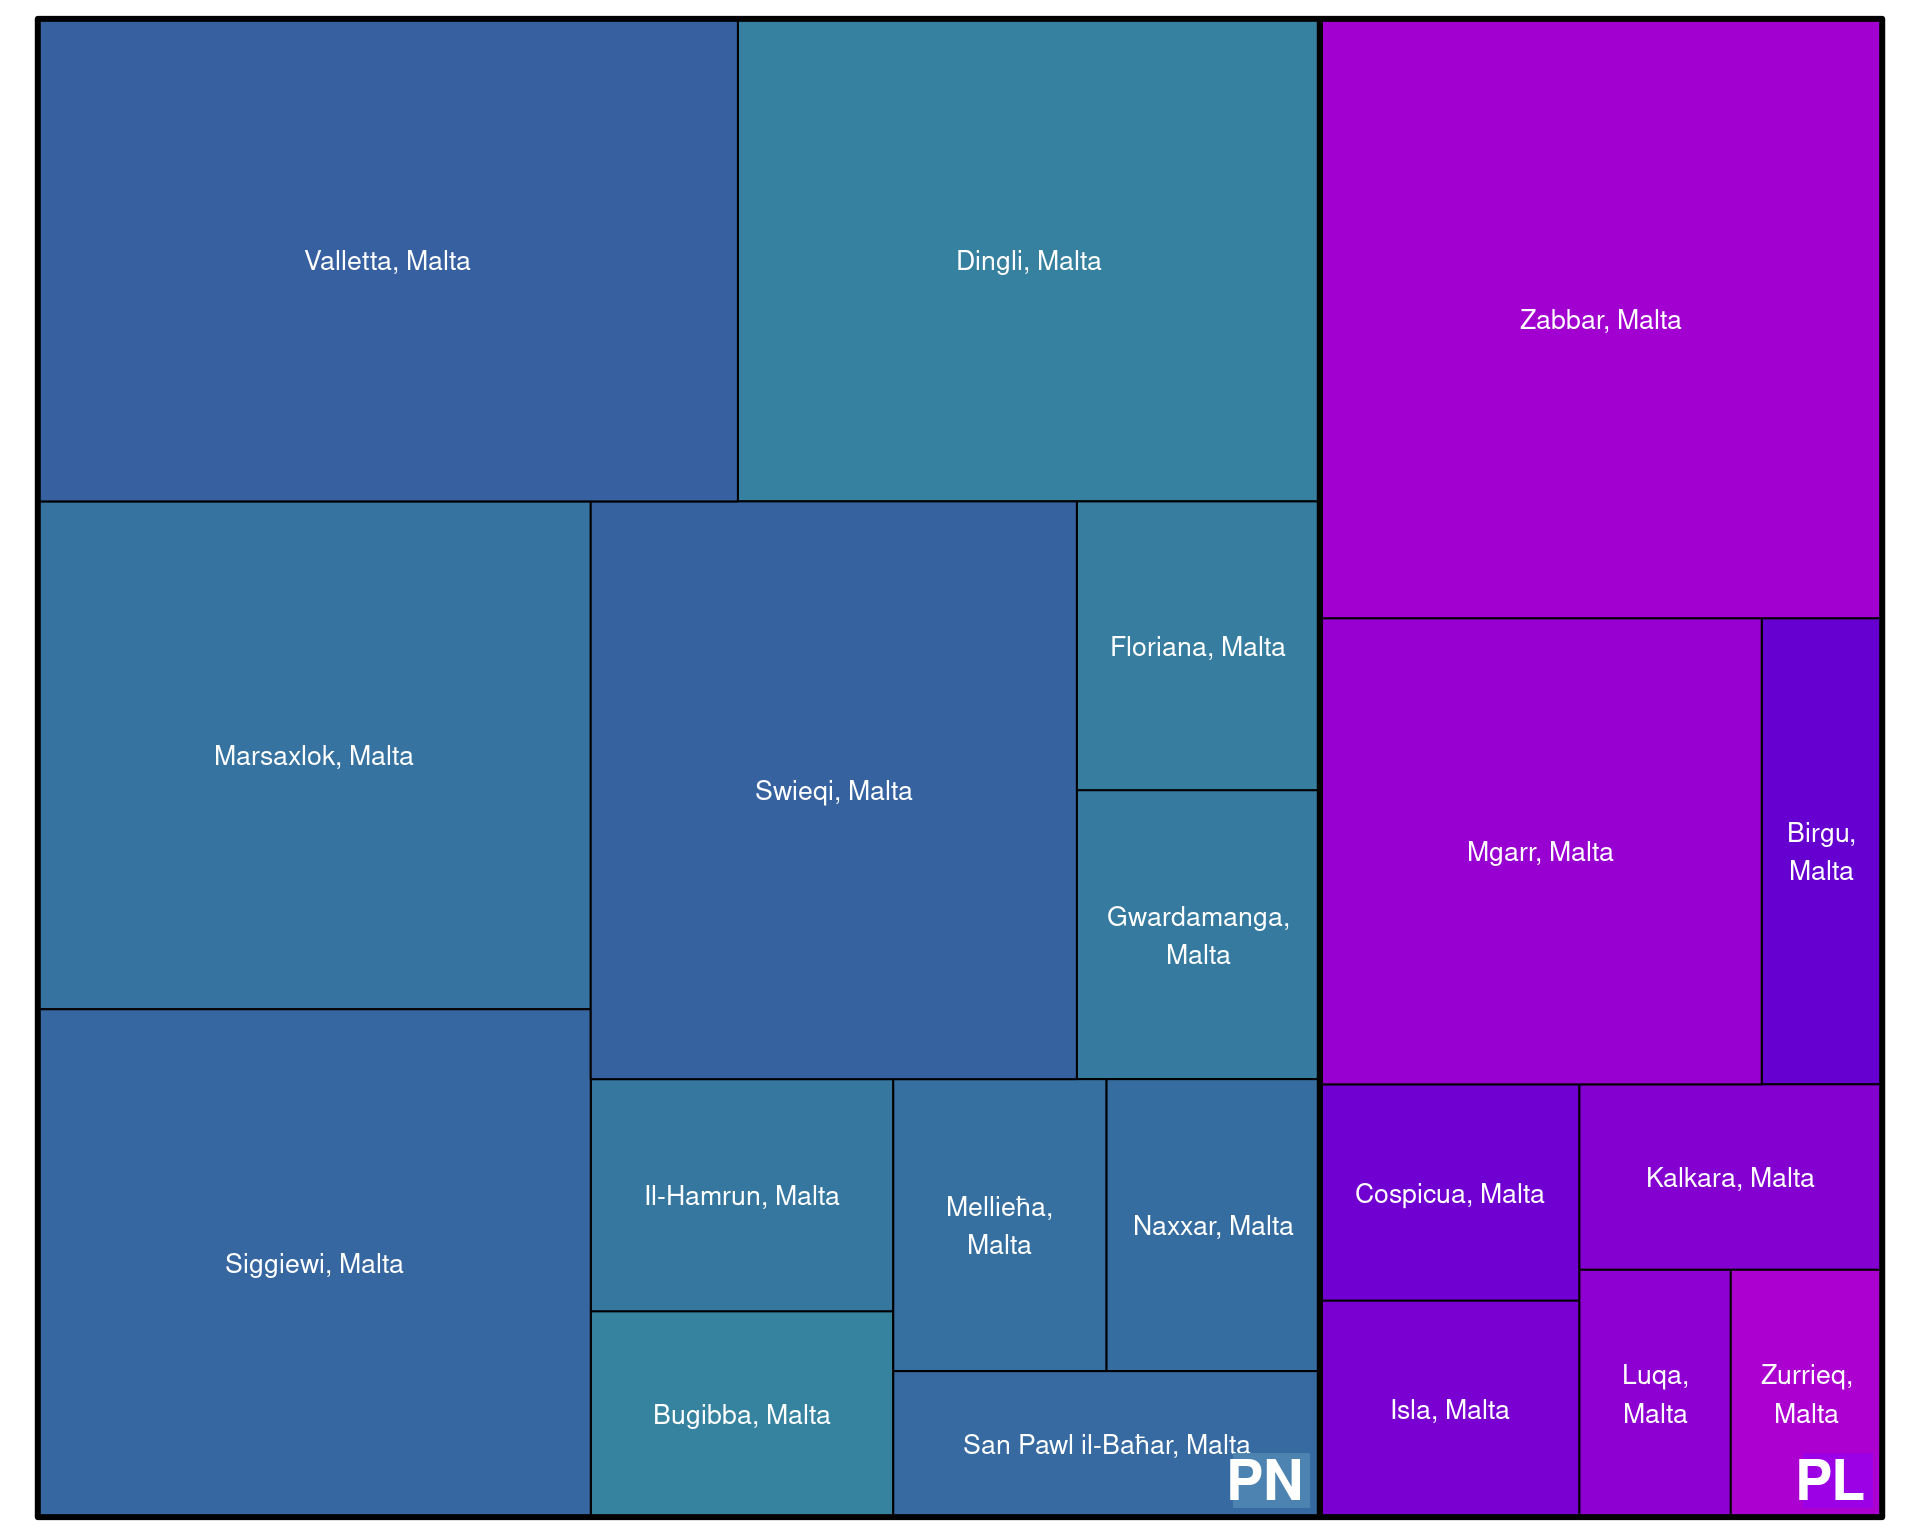 Valletta, Malta
Dingli, Malta
Zabbar, Malta
Marsaxlok, Malta
Swieqi, Malta
Floriana, Malta
Gwardamanga,
Malta
Mgarr, Malta
Birgu,
Malta
Siggiewi, Malta
Il-Hamrun, Malta
Mellieħa,
Malta
Naxxar, Malta
Cospicua, Malta
Kalkara, Malta
Bugibba, Malta
San Pawl il-Baħar, Malta
Isla, Malta
Luqa,
Malta
Zurrieq,
Malta
PN
PL